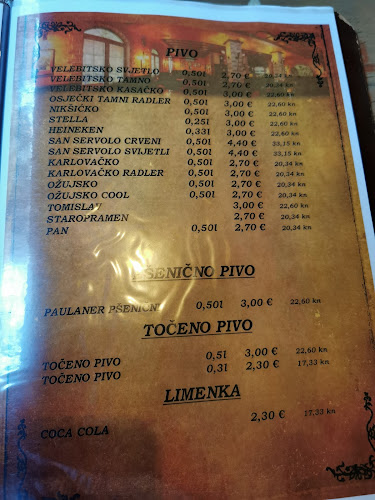 PIVO
VELEBITSKO SVJETLO 0,50l 2,70 € 20,34 kn
VELEBITSKO TAMNO 0,50l 2,70 € 20,34 kn
VELEBITSKO KASAČKO 0,50l 3,00 € 22,60 kn
OSJEČKI TAMNI RADLER 0,50l
NIKŠIĆKO 0,50l 3,00 € 22,60 kn
STELLA 0,25l 3,00 € 22,60 kn
HEINEKEN 0,33l 3,00 € 22,60 kn
SAN SERVOLO CRVENI 0,50l 4,40 € 33,15 kn
SAN SERVOLO SVIJETLI 0,50l 4,40 € 33,15 kn
KARLOVAČKO 0,50l 2,70 € 20,34 kn
KARLOVAČKO RADLER 0,50l 2,70 € 20,34 kn
OŽUJSKO 0,50l 2,70 € 20,34 kn
OŽUJSKO COOL 0,50l 2,70 € 20,34 kn
TOMISLAV 3,00 € 22,60 kn
STAROPRAMEN 2,70 € 20,34 kn
PAN 0,50l 2,70 € 20,34 kn
PŠENIČNO PIVO
PAULANER PŠENIČNI 0,50l 3,00 € 22,60 kn
TOČENO PIVO
TOČENO PIVO 0,5l 3,00 € 22,60 kn
TOČENO PIVO 0,3l 2,30 € 17,33 kn
LIMENKA
COCA COLA 2,30 € 17,33 kn